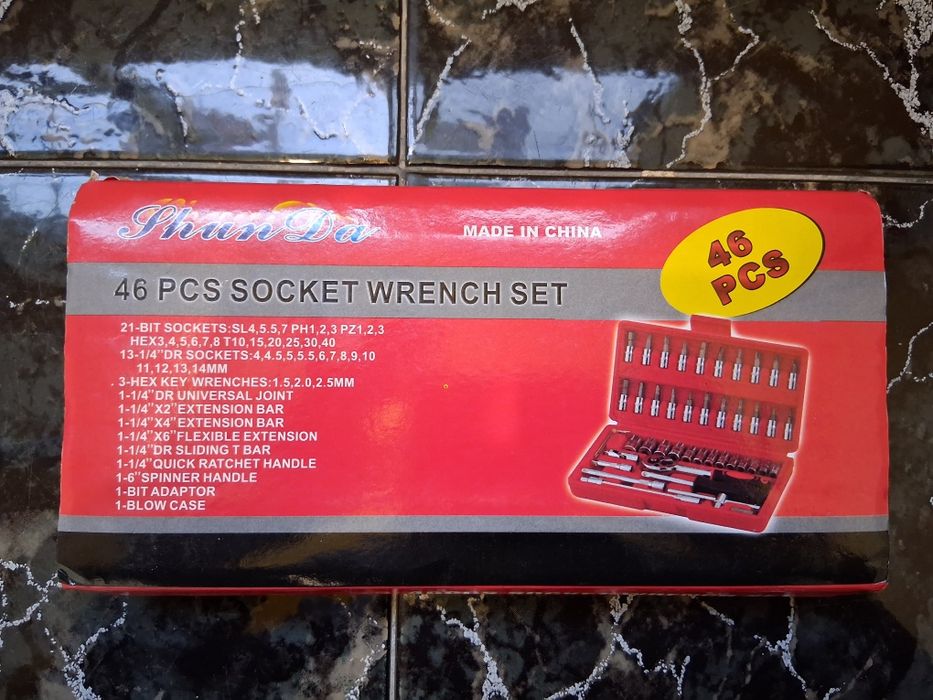 Shun Da
MADE IN CHINA
46
PCS
46 PCS SOCKET WRENCH SET
21-BIT SOCKETS:SL4,5.5,7 PH1,2,3 PZ1,2,3
HEX3,4,5,6,7,8 T10,15,20,25,30,40
13-1/4"DR SOCKETS:4,4.5,5,5.5,6,7,8,9,10
11,12,13,14MM
3-HEX KEY WRENCHES:1.5,2.0,2.5MM
1-1/4"DR UNIVERSAL JOINT
1-1/4"X2"EXTENSION BAR
1-1/4"X4"EXTENSION BAR
1-1/4"X6"FLEXIBLE EXTENSION
1-1/4"DR SLIDING T BAR
1-1/4"QUICK RATCHET HANDLE
1-6"SPINNER HANDLE
1-BIT ADAPTOR
1-BLOW CASE